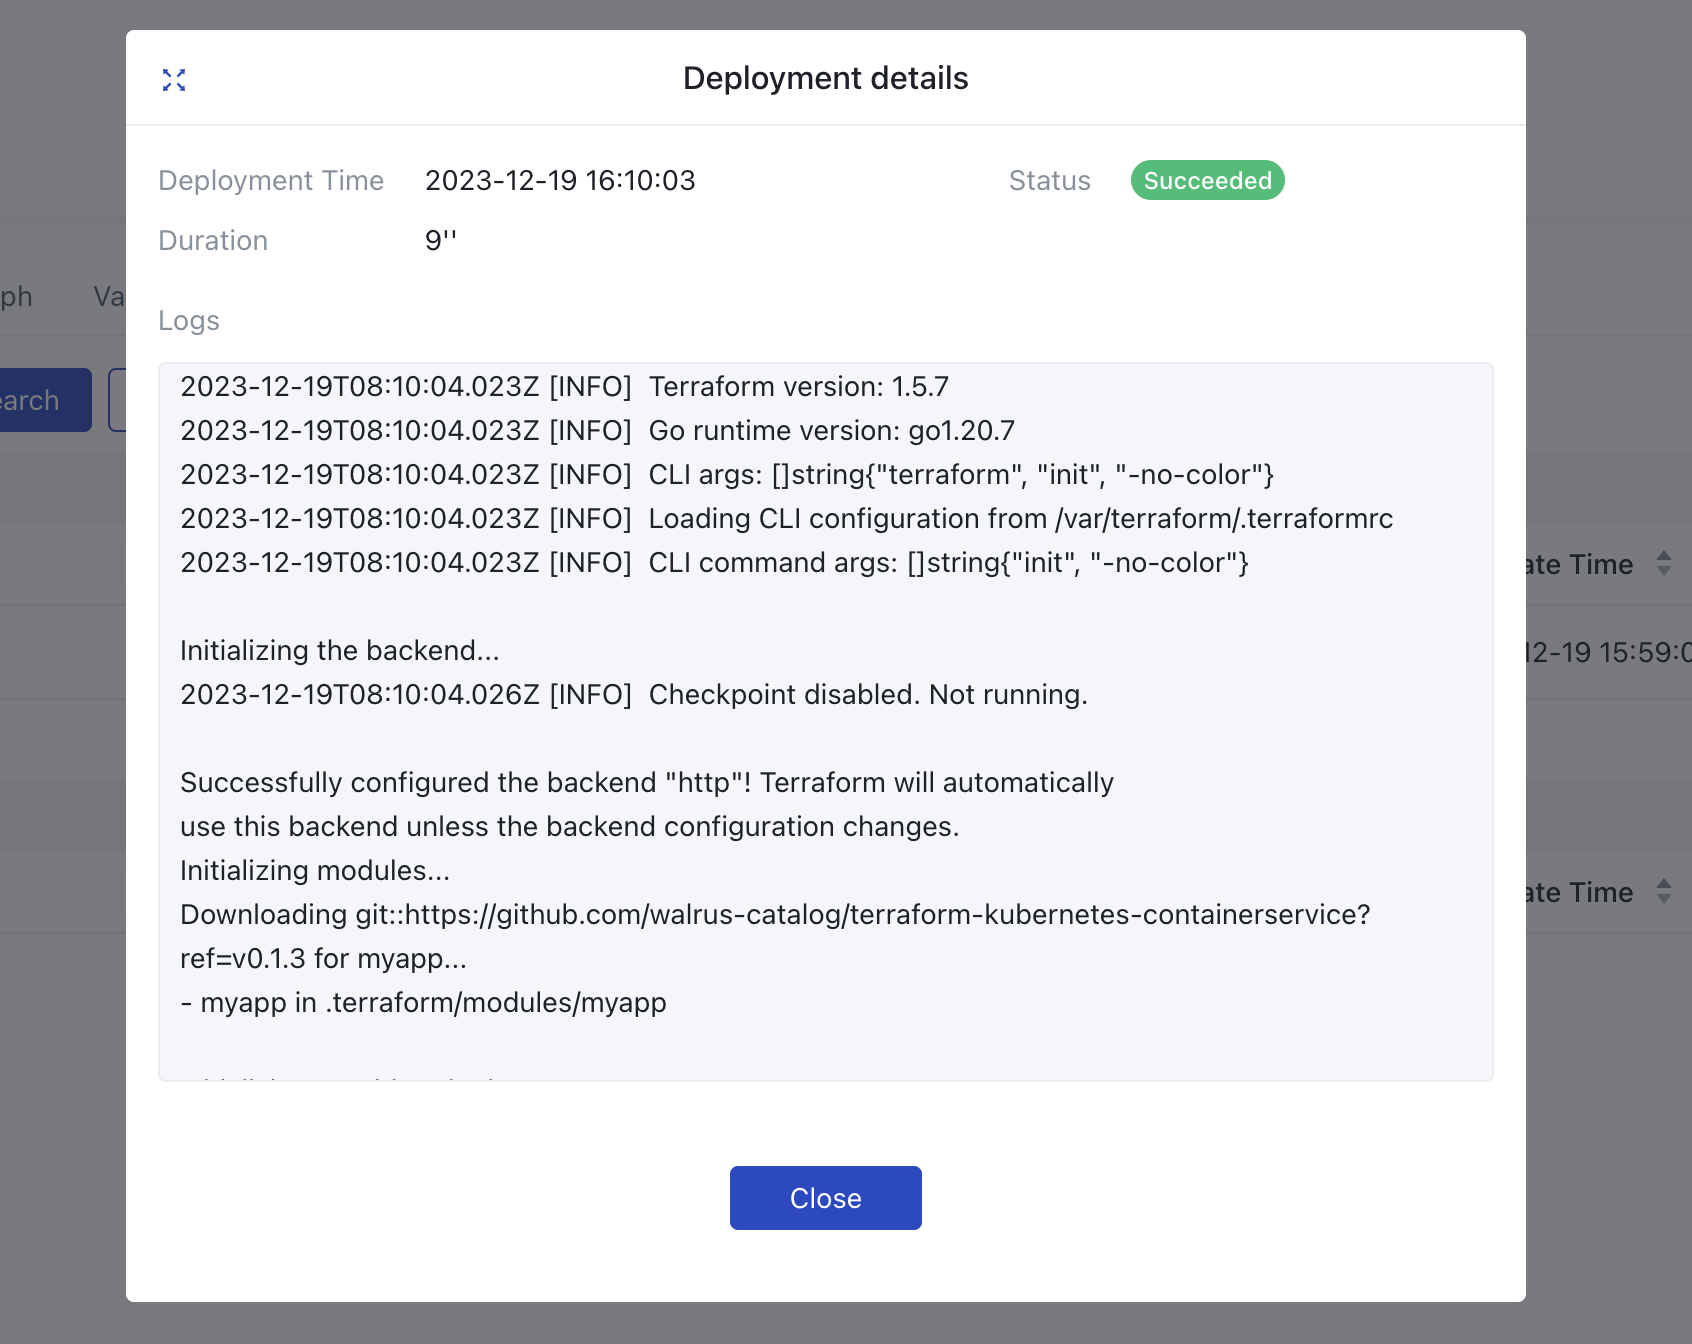 Deployment details
Deployment Time 2023-12-19 16:10:03 Status Succeeded
Duration 9''
ph Va
Logs
2023-12-19T08:10:04.023Z [INFO]  Terraform version: 1.5.7
earch
2023-12-19T08:10:04.023Z [INFO]  Go runtime version: go1.20.7
2023-12-19T08:10:04.023Z [INFO]  CLI args: []string{"terraform", "init", "-no-color"}
2023-12-19T08:10:04.023Z [INFO]  Loading CLI configuration from /var/terraform/.terraformrc
2023-12-19T08:10:04.023Z [INFO]  CLI command args: []string{"init", "-no-color"}
ate Time
Initializing the backend...
12-19 15:59:0
2023-12-19T08:10:04.026Z [INFO]  Checkpoint disabled. Not running.
Successfully configured the backend "http"! Terraform will automatically
use this backend unless the backend configuration changes.
Initializing modules...
ate Time
Downloading git::https://github.com/walrus-catalog/terraform-kubernetes-containerservice?
ref=v0.1.3 for myapp...
- myapp in .terraform/modules/myapp
Close